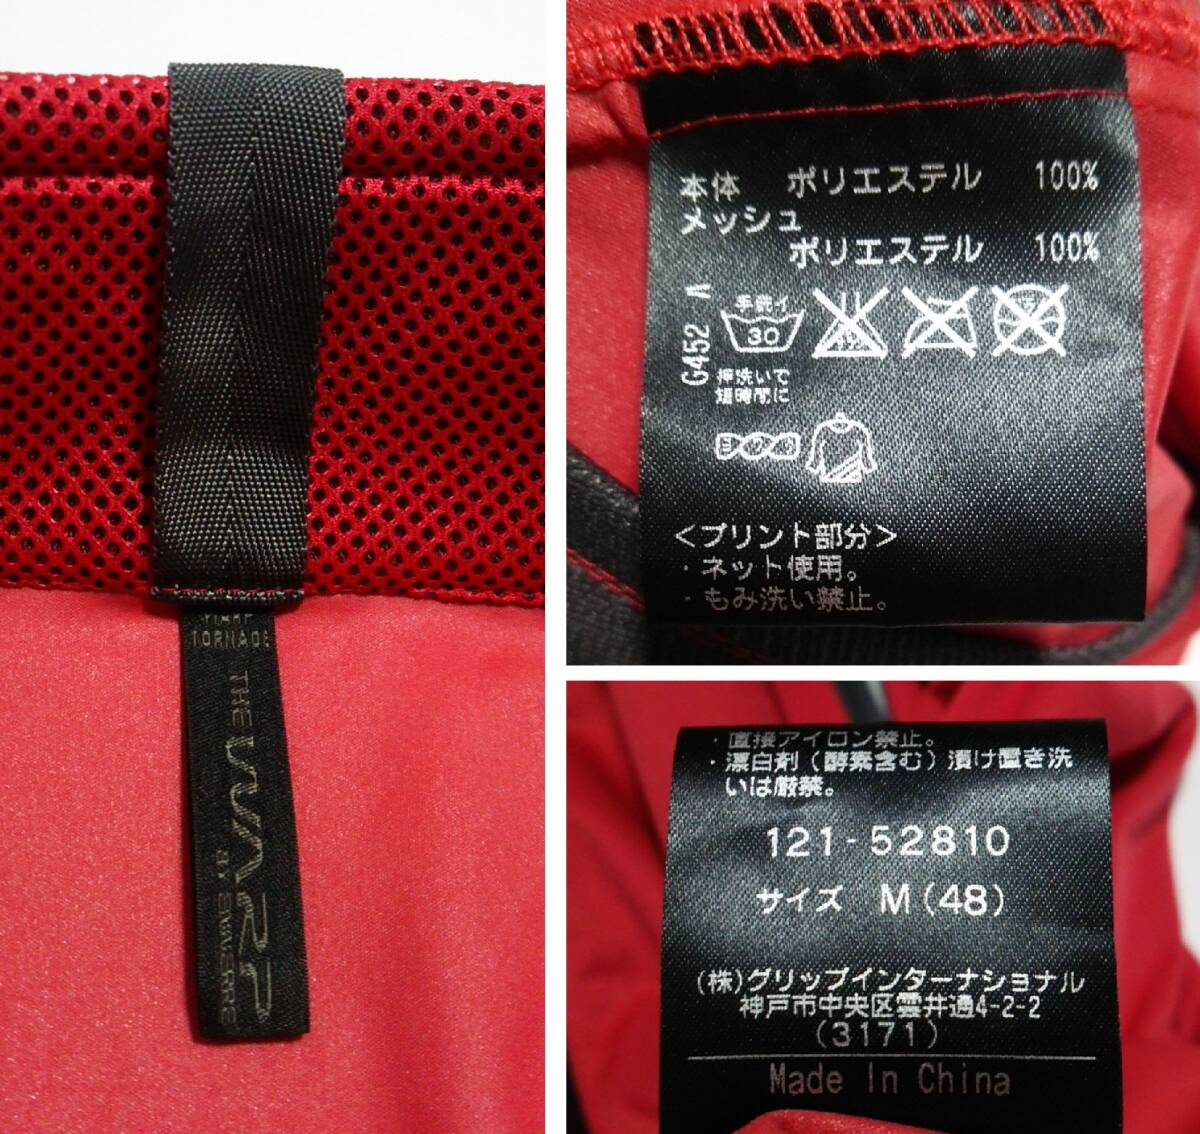 WARP
TORNADE
THE WARP
BY ENNERRE
本体 ポリエステル 100%
メッシュ
ポリエステル 100%
G452 A
手洗イ
30
押洗いで
短時間に
<プリント部分>
・ネット使用。
・もみ洗い禁止。
・直接アイロン禁止。
・漂白剤(酵素含む)漬け置き洗
いは厳禁。
121-52810
サイズ M(48)
(株)グリップインターナショナル
神戸市中央区雲井通4-2-2
(3171)
Made In China